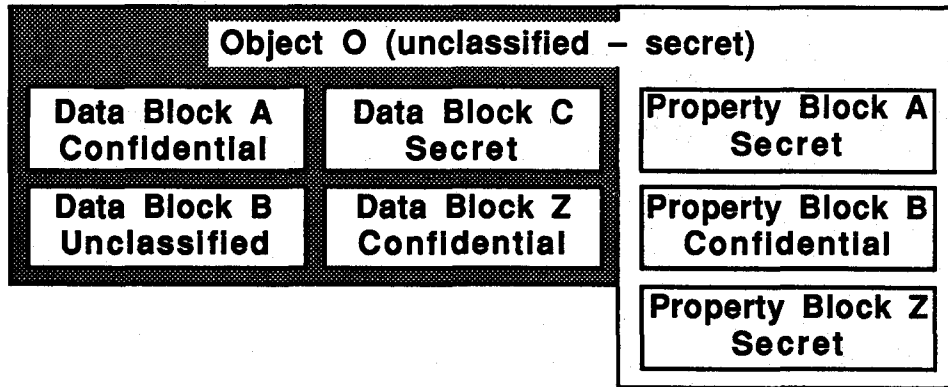 Object O (unclassified – secret)
Data Block A
Confidential
Data Block C
Secret
Property Block A
Secret
Data Block B
Unclassified
Data Block Z
Confidential
Property Block B
Confidential
Property Block Z
Secret